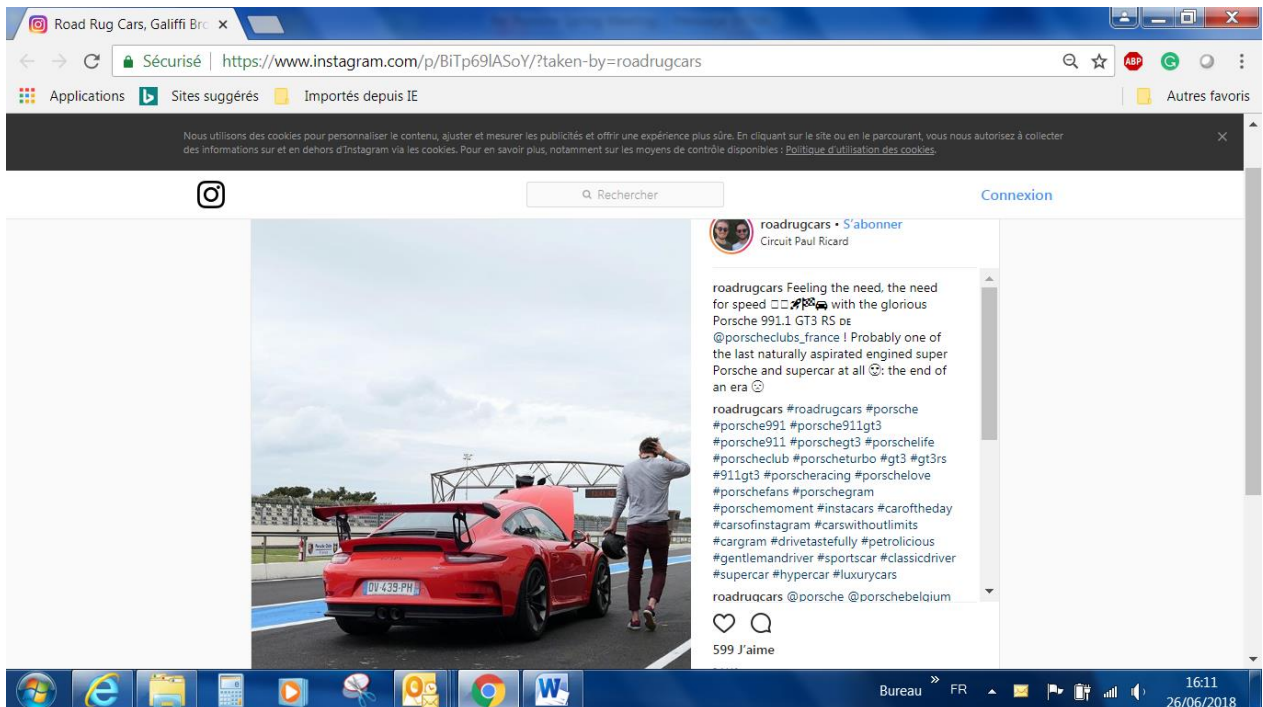 Road Rug Cars, Galiffi Bro
Sécurisé | https://www.instagram.com/p/BiTp69lASoY/?taken-by=roadrugcars
ABP
Applications Sites suggérés Importés depuis IE Autres favoris
Nous utilisons des cookies pour personnaliser le contenu, ajuster et mesurer les publicités et offrir une expérience plus sûre. En cliquant sur le site ou en le parcourant, vous nous autorisez à collecter
des informations sur et en dehors d'Instagram via les cookies. Pour en savoir plus, notamment sur les moyens de contrôle disponibles : Politique d'utilisation des cookies.
Rechercher
Connexion
roadrugcars • S'abonner
Circuit Paul Ricard
roadrugcars Feeling the need, the need
for speed with the glorious
Porsche 991.1 GT3 RS DE
@porscheclubs_france ! Probably one of
the last naturally aspirated engined super
Porsche and supercar at all : the end of
an era
roadrugcars #roadrugcars #porsche
#porsche991 #porsche911gt3
#porsche911 #porschegt3 #porschelife
#porscheclub #porscheturbo #gt3 #gt3rs
#911gt3 #porscheracing #porschelove
#porschefans #porschegram
#porschemoment #instacars #caroftheday
#carsofinstagram #carswithoutlimits
#cargram #drivetastefully #petrolicious
#gentlemandriver #sportscar #classicdriver
#supercar #hypercar #luxurycars
roadrugcars @porsche @porschebelgium
599 J'aime
DV-439-PH
Bureau FR
16:11
26/06/2018